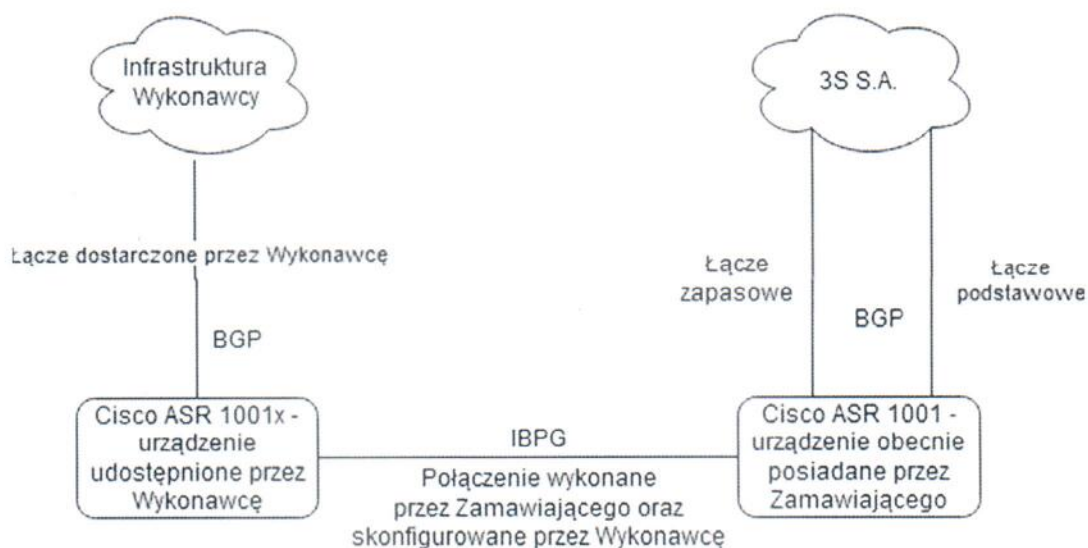 Infrastruktura
Wykonawcy
3S S.A.
Łącze dostarczone przez Wykonawcę
Łącze
zapasowe
Łącze
podstawowe
BGP
BGP
Cisco ASR 1001x -
urządzenie
udostępnione przez
Wykonawcę
IBPG
Połączenie wykonane
przez Zamawiającego oraz
skonfigurowane przez Wykonawcę
Cisco ASR 1001 -
urządzenie obecnie
posiadane przez
Zamawiającego